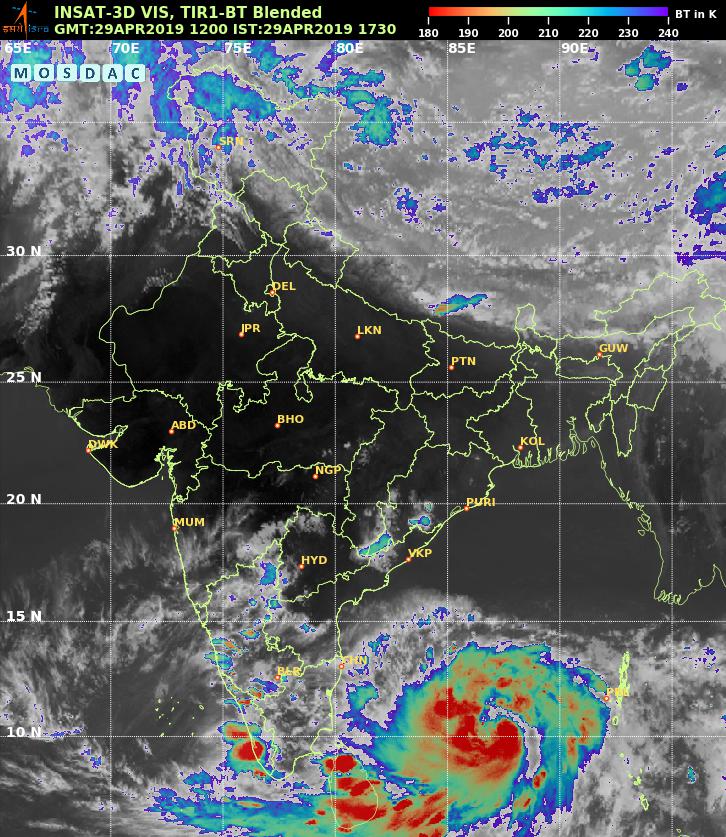 INSAT-3D VIS, TIR1-BT Blended
GMT:29APR2019 1200 IST:29APR2019 1730
BT in K
180 190 200 210 220 230 240
65E 70E 75E 80E 85E 90E
MOSDAC
SRN
30 N
DEL
JPR LKN
GUW
PTN
25 N
ABD BHO
DWK KOL
NGP
20 N
PURI
MUM
VKP
HYD
15 N
CHN
BLR
PBL
10 N